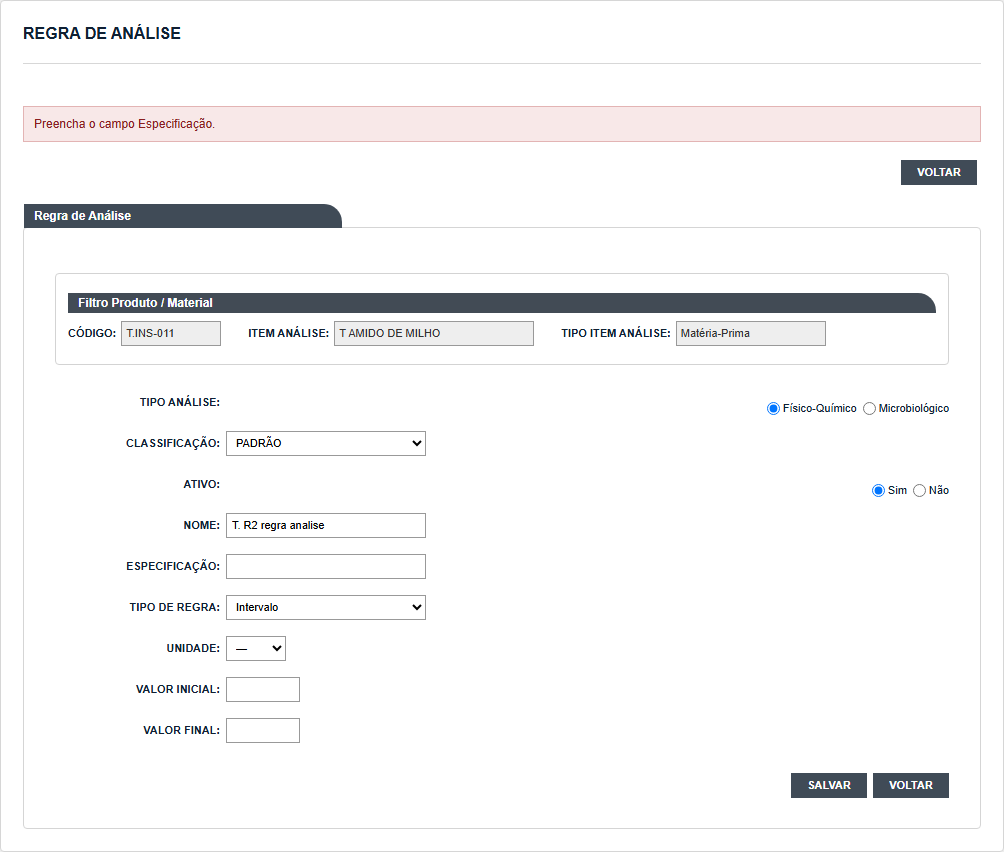 REGRA DE ANÁLISE
Preencha o campo Especificação.
VOLTAR
Regra de Análise
Filtro Produto / Material
CÓDIGO: T.INS-011 ITEM ANÁLISE: T AMIDO DE MILHO TIPO ITEM ANÁLISE: Matéria-Prima
TIPO ANÁLISE: Físico-Químico Microbiológico
CLASSIFICAÇÃO: PADRÃO
ATIVO: Sim Não
NOME: T. R2 regra analise
ESPECIFICAÇÃO:
TIPO DE REGRA: Intervalo
UNIDADE: —
VALOR INICIAL:
VALOR FINAL:
SALVAR VOLTAR